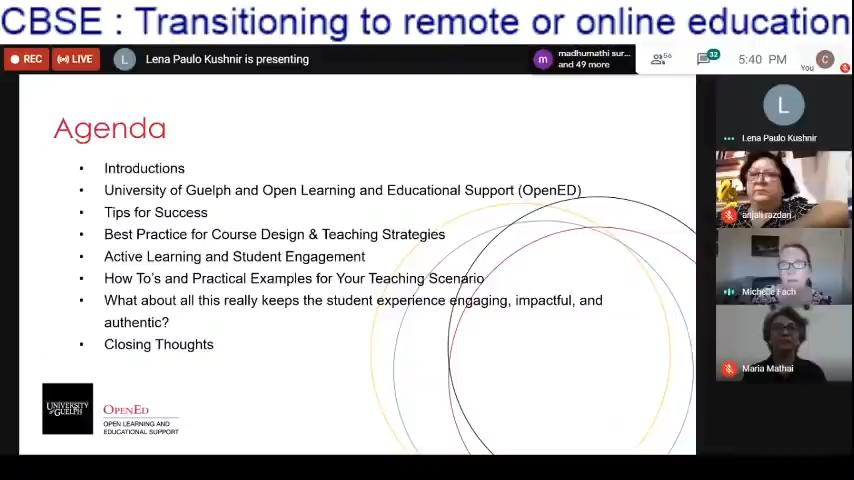 CBSE : Transitioning to remote or online education
REC
LIVE
L
Lena Paulo Kushnir is presenting
m
madhumathi sur...
and 49 more
56
32
5:40 PM
You
C
Agenda
• Introductions
• University of Guelph and Open Learning and Educational Support (OpenED)
• Tips for Success
• Best Practice for Course Design & Teaching Strategies
• Active Learning and Student Engagement
• How To's and Practical Examples for Your Teaching Scenario
• What about all this really keeps the student experience engaging, impactful, and
authentic?
• Closing Thoughts
UNIVERSITY
of GUELPH
OPENED
OPEN LEARNING AND
EDUCATIONAL SUPPORT
L
Lena Paulo Kushnir
anjali razdan
Michelle Fach
Maria Mathai